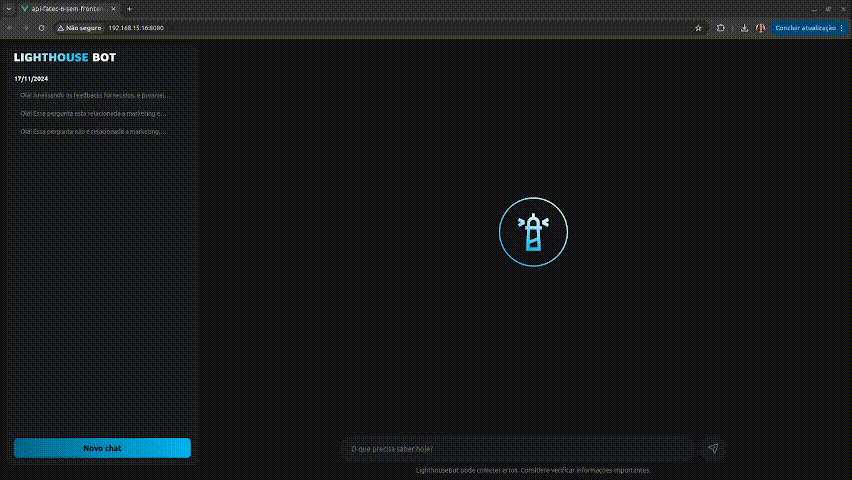 api-fatec-6-sem-fronten
Não seguro 192.168.15.16:8080
Concluir atualização
LIGHTHOUSE BOT
17/11/2024
Olá! Analisando os feedbacks fornecidos, é possível...
Olá! Essa pergunta está relacionada a marketing e...
Olá! Essa pergunta não é relacionada a marketing,...
Novo chat
O que precisa saber hoje?
LighthouseBot pode cometer erros. Considere verificar informações importantes.